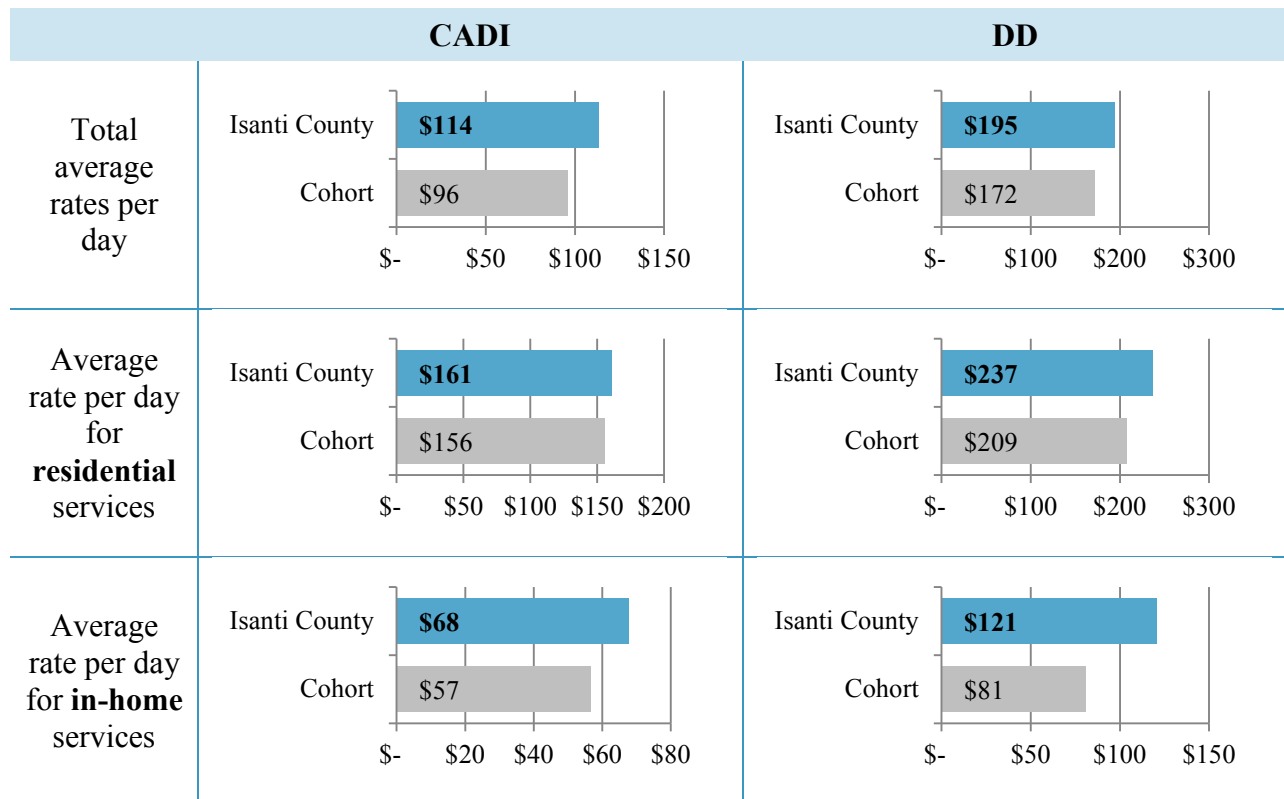 CADI
DD
Total
average
rates per
day
Isanti County
$114
Cohort
$96
$-
$50
$100
$150
Isanti County
$195
Cohort
$172
$-
$100
$200
$300
Average
rate per day
for
residential
services
Isanti County
$161
Cohort
$156
$-
$50
$100
$150
$200
Isanti County
$237
Cohort
$209
$-
$100
$200
$300
Average
rate per day
for in-home
services
Isanti County
$68
Cohort
$57
$-
$20
$40
$60
$80
Isanti County
$121
Cohort
$81
$-
$50
$100
$150